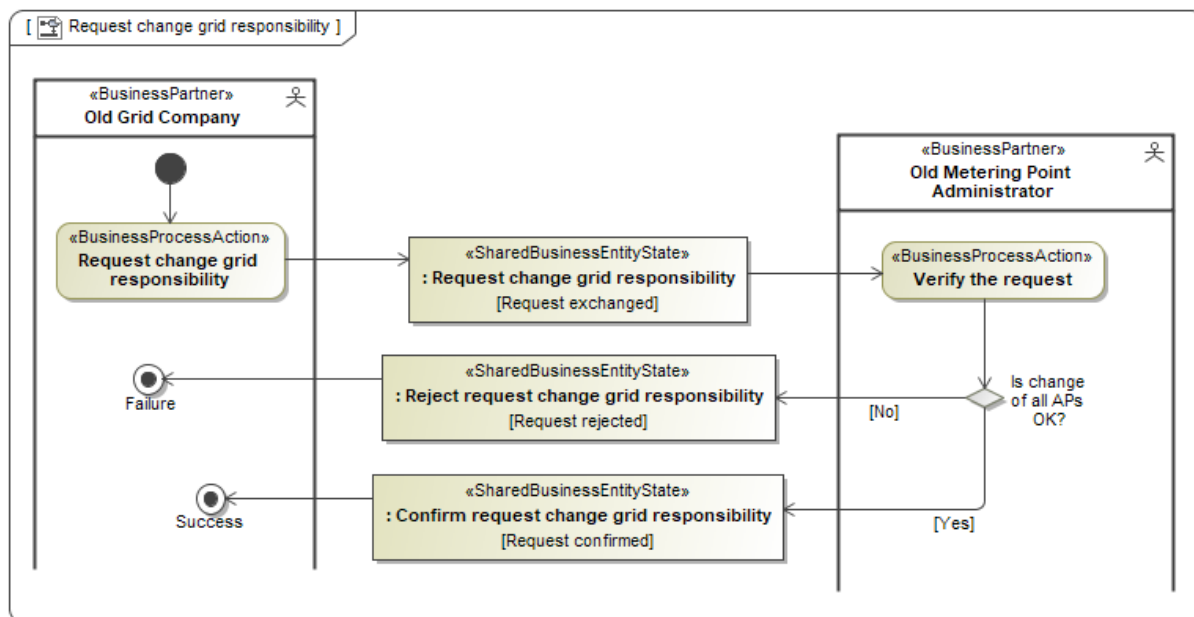 [ Request change grid responsibility ]
«BusinessPartner»
Old Grid Company
«BusinessPartner»
Old Metering Point
Administrator
«BusinessProcessAction»
Request change grid
responsibility
«SharedBusinessEntityState»
: Request change grid responsibility
[Request exchanged]
«BusinessProcessAction»
Verify the request
«SharedBusinessEntityState»
: Reject request change grid responsibility
[Request rejected]
Failure
[No]
Is change
of all APs
OK?
«SharedBusinessEntityState»
: Confirm request change grid responsibility
[Request confirmed]
Success
[Yes]